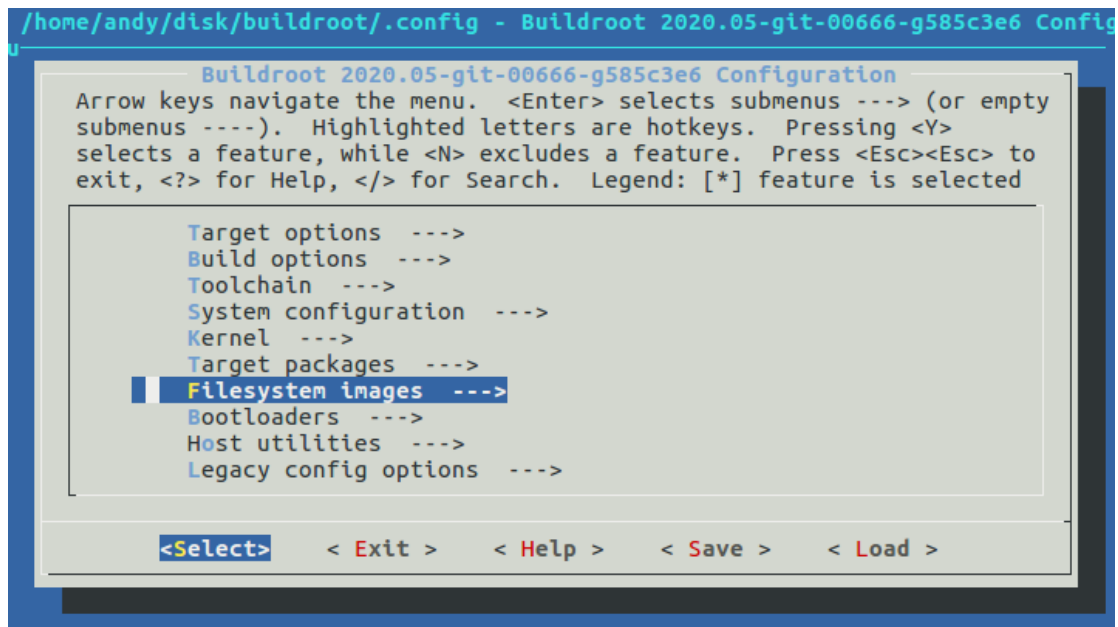 /home/andy/disk/buildroot/.config - Buildroot 2020.05-git-00666-g585c3e6 Config
u
Buildroot 2020.05-git-00666-g585c3e6 Configuration
Arrow keys navigate the menu.  <Enter> selects submenus ---> (or empty
submenus ----).  Highlighted letters are hotkeys.  Pressing <Y>
selects a feature, while <N> excludes a feature.  Press <Esc><Esc> to
exit, <?> for Help, </> for Search.  Legend: [*] feature is selected
Target options  --->
Build options  --->
Toolchain  --->
System configuration  --->
Kernel  --->
Target packages  --->
Filesystem images  --->
Bootloaders  --->
Host utilities  --->
Legacy config options  --->
<Select>    < Exit >    < Help >    < Save >    < Load >